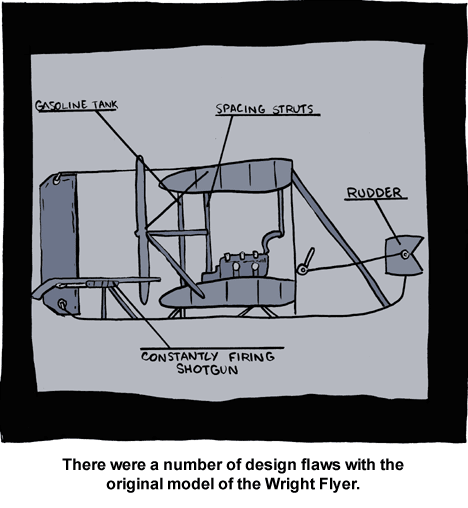 GASOLINE TANK
SPACING STRUTS
RUDDER
CONSTANTLY FIRING
SHOTGUN
There were a number of design flaws with the
original model of the Wright Flyer.